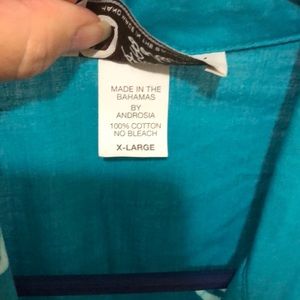 MADE IN THE
BAHAMAS
BY
ANDROSIA
100% COTTON
NO BLEACH
X-LARGE